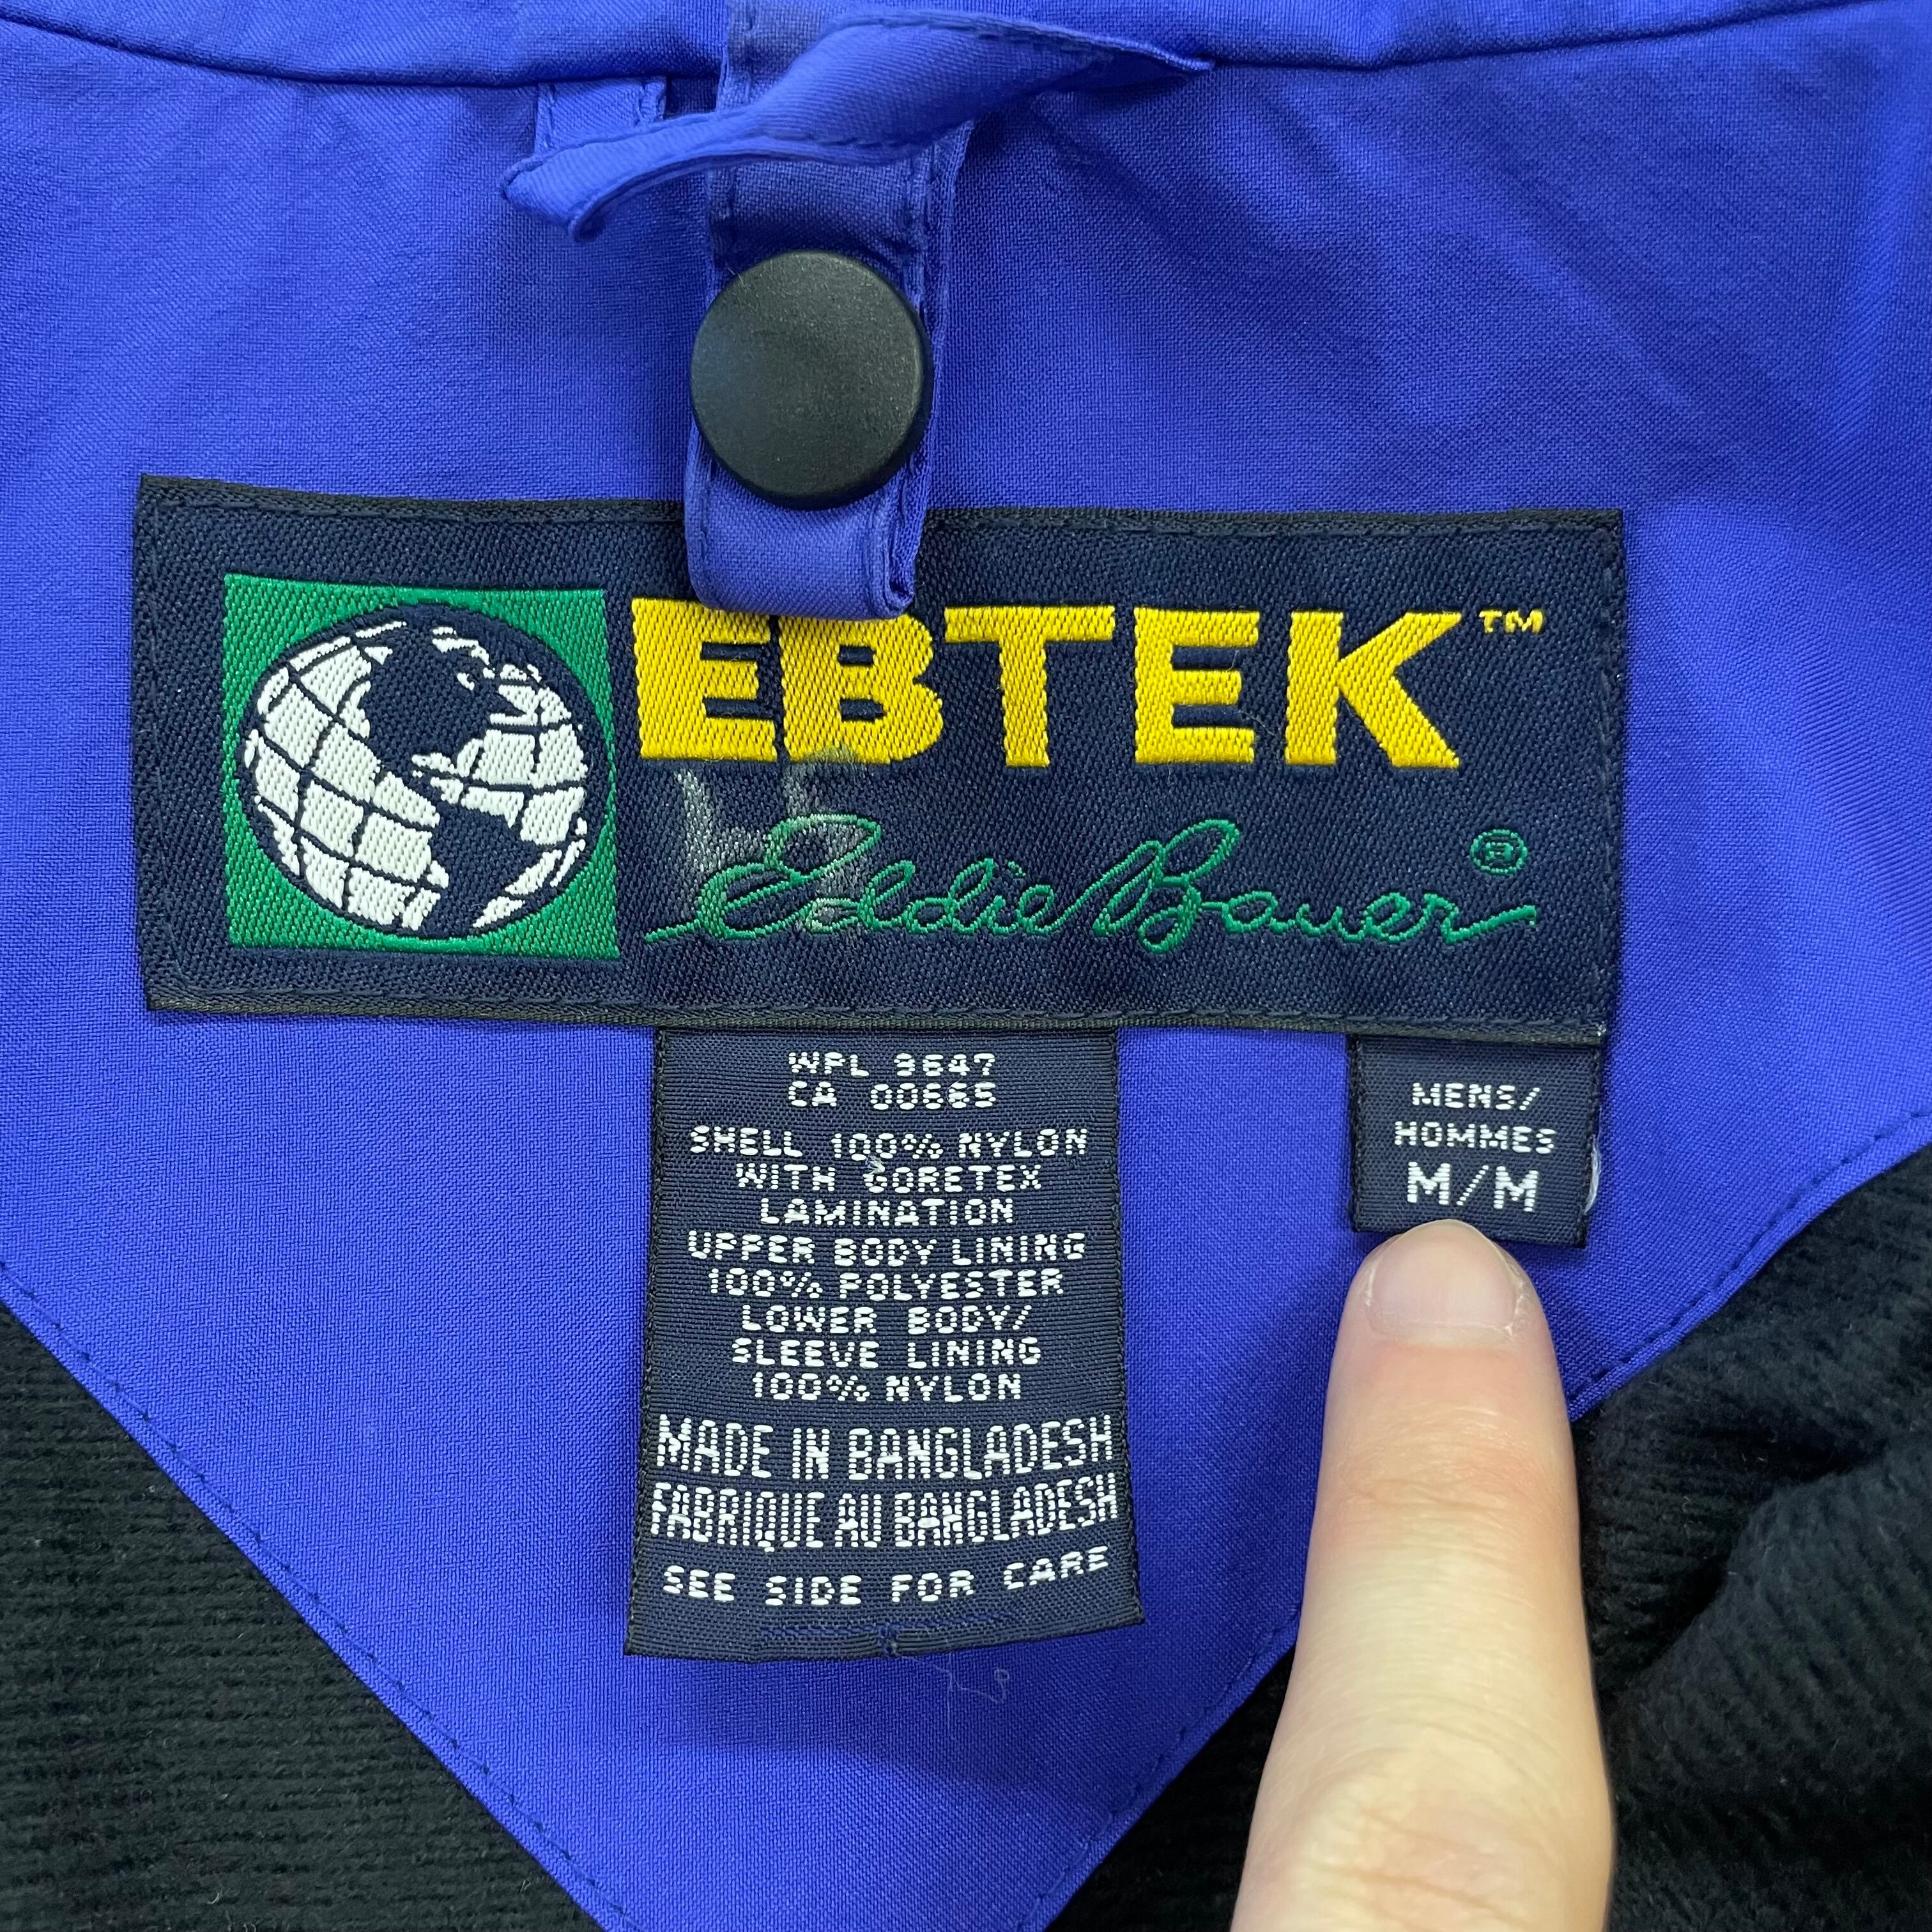 EBTEK™
Eddie Bauer®
WPL 9647
CA 00665
SHELL 100% NYLON
WITH GORETEX
LAMINATION
UPPER BODY LINING
100% POLYESTER
LOWER BODY/
SLEEVE LINING
100% NYLON
MADE IN BANGLADESH
FABRIQUE AU BANGLADESH
SEE SIDE FOR CARE
MENS/
HOMMES
M/M